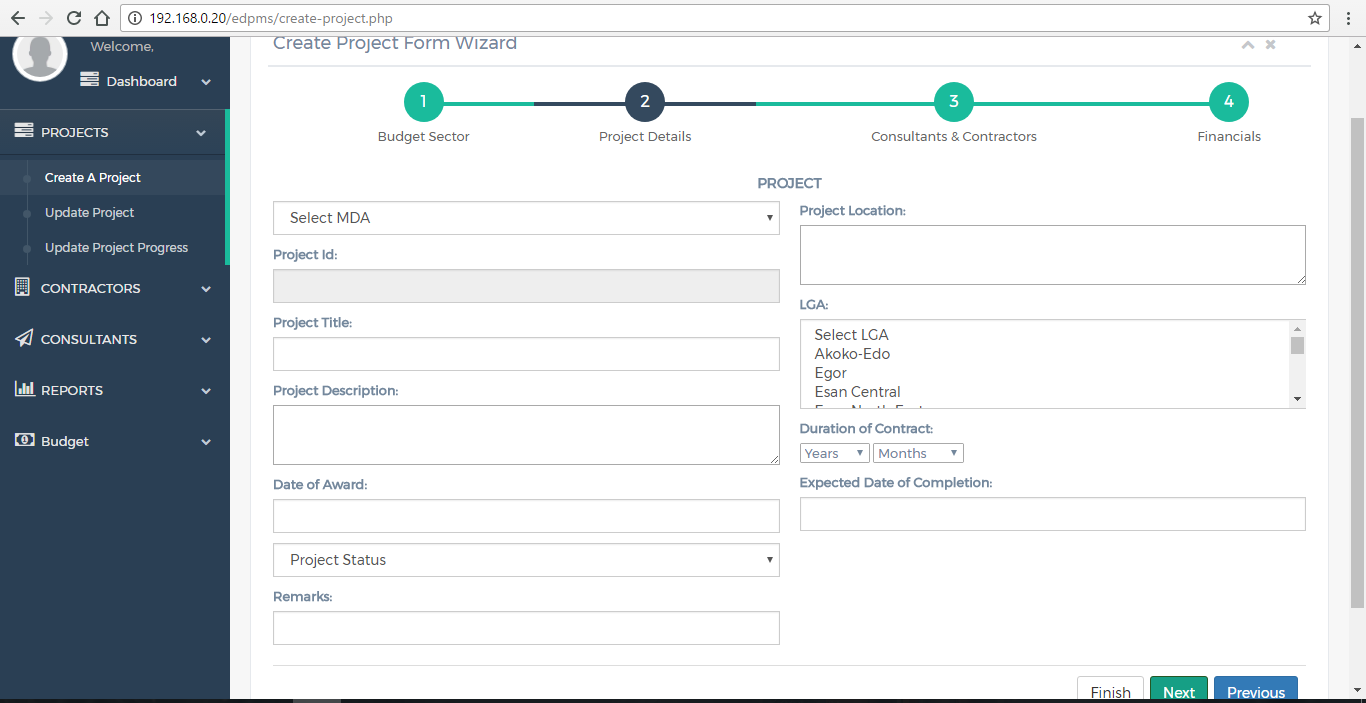 192.168.0.20/edpms/create-project.php
Welcome,
Dashboard
PROJECTS
Create A Project
Update Project
Update Project Progress
CONTRACTORS
CONSULTANTS
REPORTS
Budget
Create Project Form Wizard
1
2
3
4
Budget Sector
Project Details
Consultants & Contractors
Financials
PROJECT
Select MDA
Project Id:
Project Title:
Project Description:
Date of Award:
Project Status
Remarks:
Project Location:
LGA:
Select LGA
Akoko-Edo
Egor
Esan Central
Duration of Contract:
Years Months
Expected Date of Completion:
Finish Next Previous